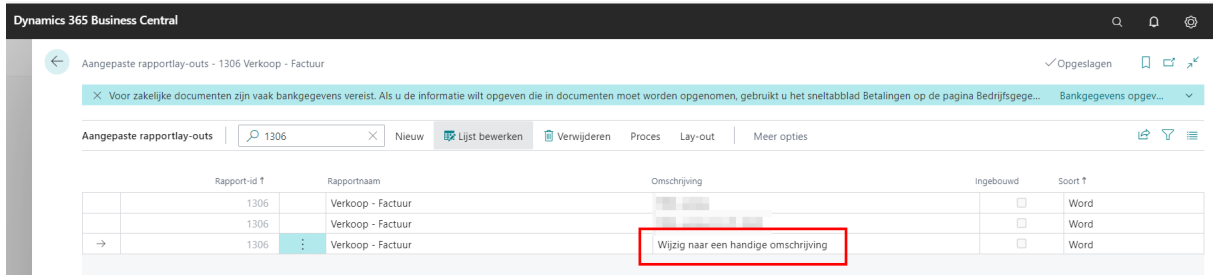 Dynamics 365 Business Central
Aangepaste rapportlay-outs - 1306 Verkoop - Factuur
Opgeslagen
Voor zakelijke documenten zijn vaak bankgegevens vereist. Als u de informatie wilt opgeven die in documenten moet worden opgenomen, gebruikt u het sneltabblad Betalingen op de pagina Bedrijfsgege... Bankgegevens opgev...
Aangepaste rapportlay-outs 1306 Nieuw Lijst bewerken Verwijderen Proces Lay-out Meer opties
Rapport-id ↑ Rapportnaam Omschrijving Ingebouwd Soort ↑
1306 Verkoop - Factuur Word
1306 Verkoop - Factuur Word
1306 Verkoop - Factuur Wijzig naar een handige omschrijving Word